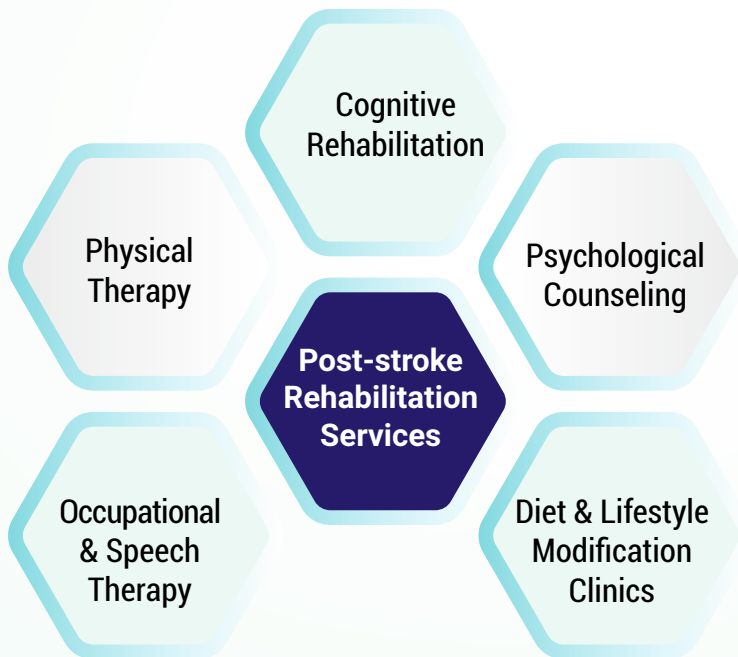 Cognitive
Rehabilitation
Physical
Therapy
Psychological
Counseling
Post-stroke
Rehabilitation
Services
Occupational
& Speech
Therapy
Diet & Lifestyle
Modification
Clinics